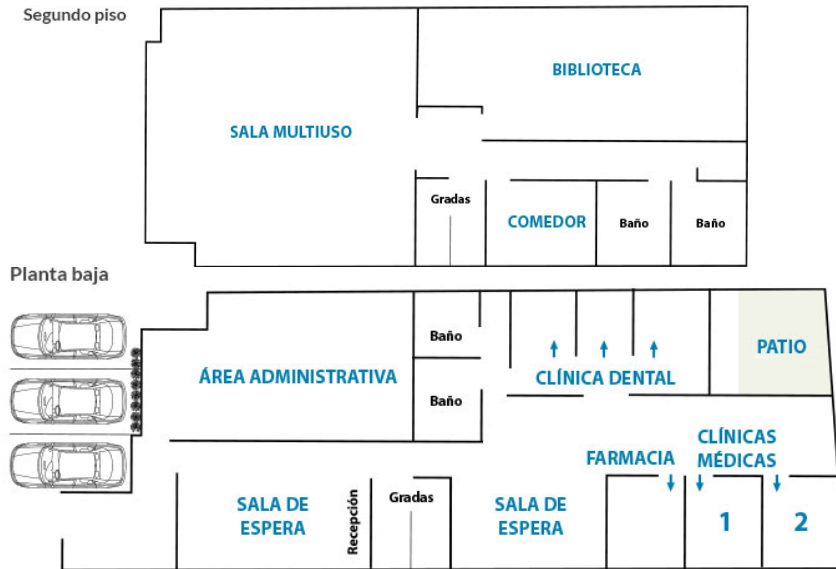 Segundo piso
BIBLIOTECA
SALA MULTIUSO
Gradas
COMEDOR
Baño
Baño
Planta baja
Baño
ÁREA ADMINISTRATIVA
Baño
CLÍNICA DENTAL
PATIO
SALA DE
ESPERA
Recepción
Gradas
SALA DE
ESPERA
FARMACIA
CLÍNICAS
MÉDICAS
1
2